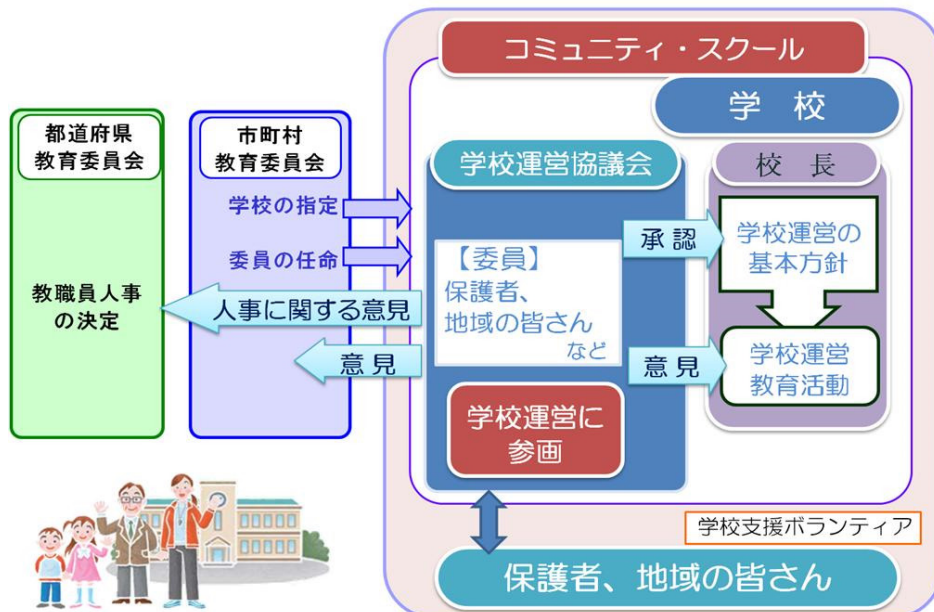 コミュニティ・スクール
学 校
都道府県
教育委員会
教職員人事
の決定
市町村
教育委員会
学校の指定
委員の任命
人事に関する意見
意 見
学校運営協議会
【委員】
保護者、
地域の皆さん
など
学校運営に
参画
承 認
意 見
校 長
学校運営の
基本方針
学校運営
教育活動
学校支援ボランティア
保護者、地域の皆さん